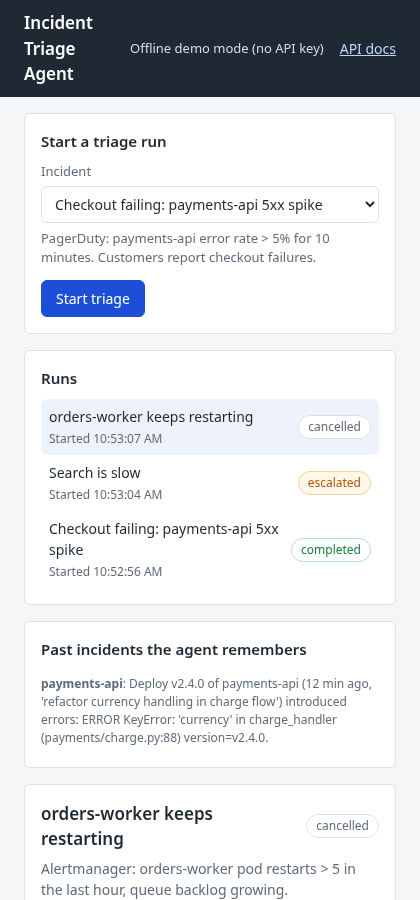 Incident
Triage
Agent
Offline demo mode (no API key)
API docs
Start a triage run
Incident
Checkout failing: payments-api 5xx spike
PagerDuty: payments-api error rate > 5% for 10
minutes. Customers report checkout failures.
Start triage
Runs
orders-worker keeps restarting
Started 10:53:07 AM
cancelled
Search is slow
Started 10:53:04 AM
escalated
Checkout failing: payments-api 5xx
spike
Started 10:52:56 AM
completed
Past incidents the agent remembers
payments-api: Deploy v2.4.0 of payments-api (12 min ago,
'refactor currency handling in charge flow') introduced
errors: ERROR KeyError: 'currency' in charge_handler
(payments/charge.py:88) version=v2.4.0.
orders-worker keeps
restarting
cancelled
Alertmanager: orders-worker pod restarts > 5 in
the last hour, queue backlog growing.